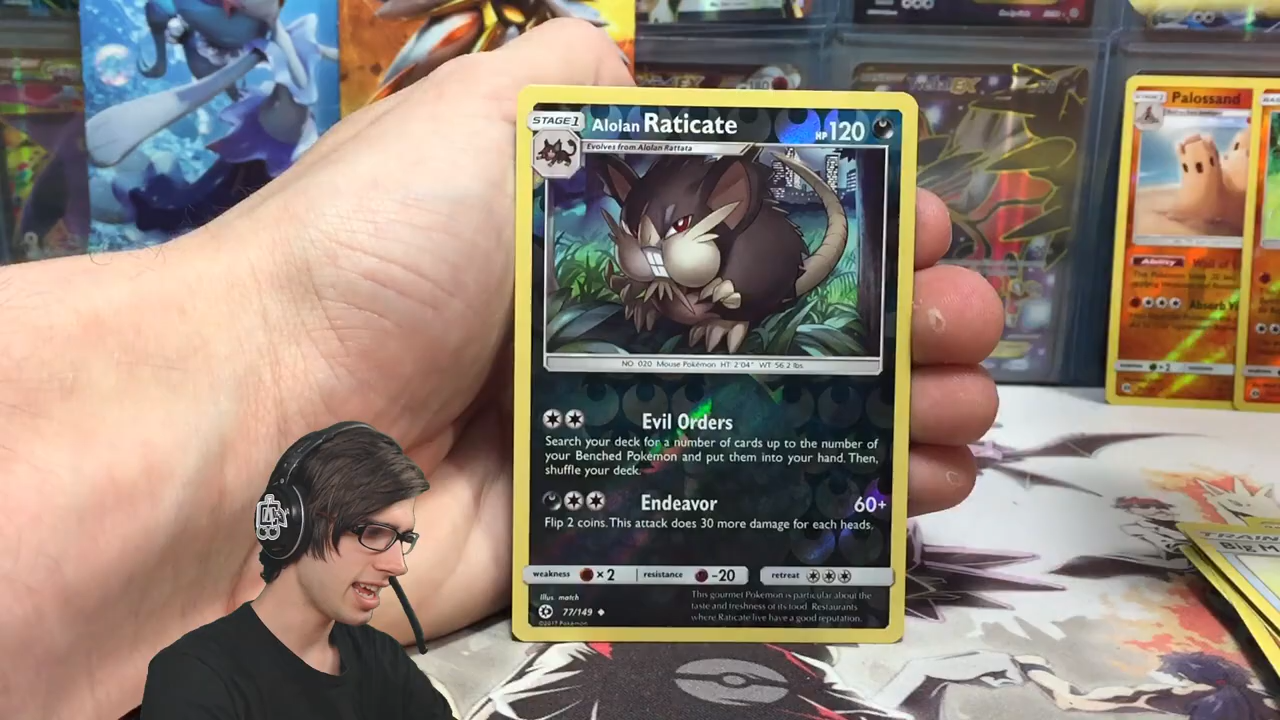 STAGE 1
Alolan Raticate
HP 120
Evolves from Alolan Rattata
NO 020 Mouse Pokémon HT 2'04" WT 56.2 lbs
Evil Orders
Search your deck for a number of cards up to the number of
your Benched Pokémon and put them into your hand. Then,
shuffle your deck.
Endeavor 60+
Flip 2 coins. This attack does 30 more damage for each heads.
weakness ×2 resistance -20 retreat
Illus. match
77/149
©2017 Pokémon
This gourmet Pokémon is particular about the
taste and freshness of its food. Restaurants
where Raticate live have a good reputation.
Palossand
Ability
Absorb
×2
TRAIN
Big M